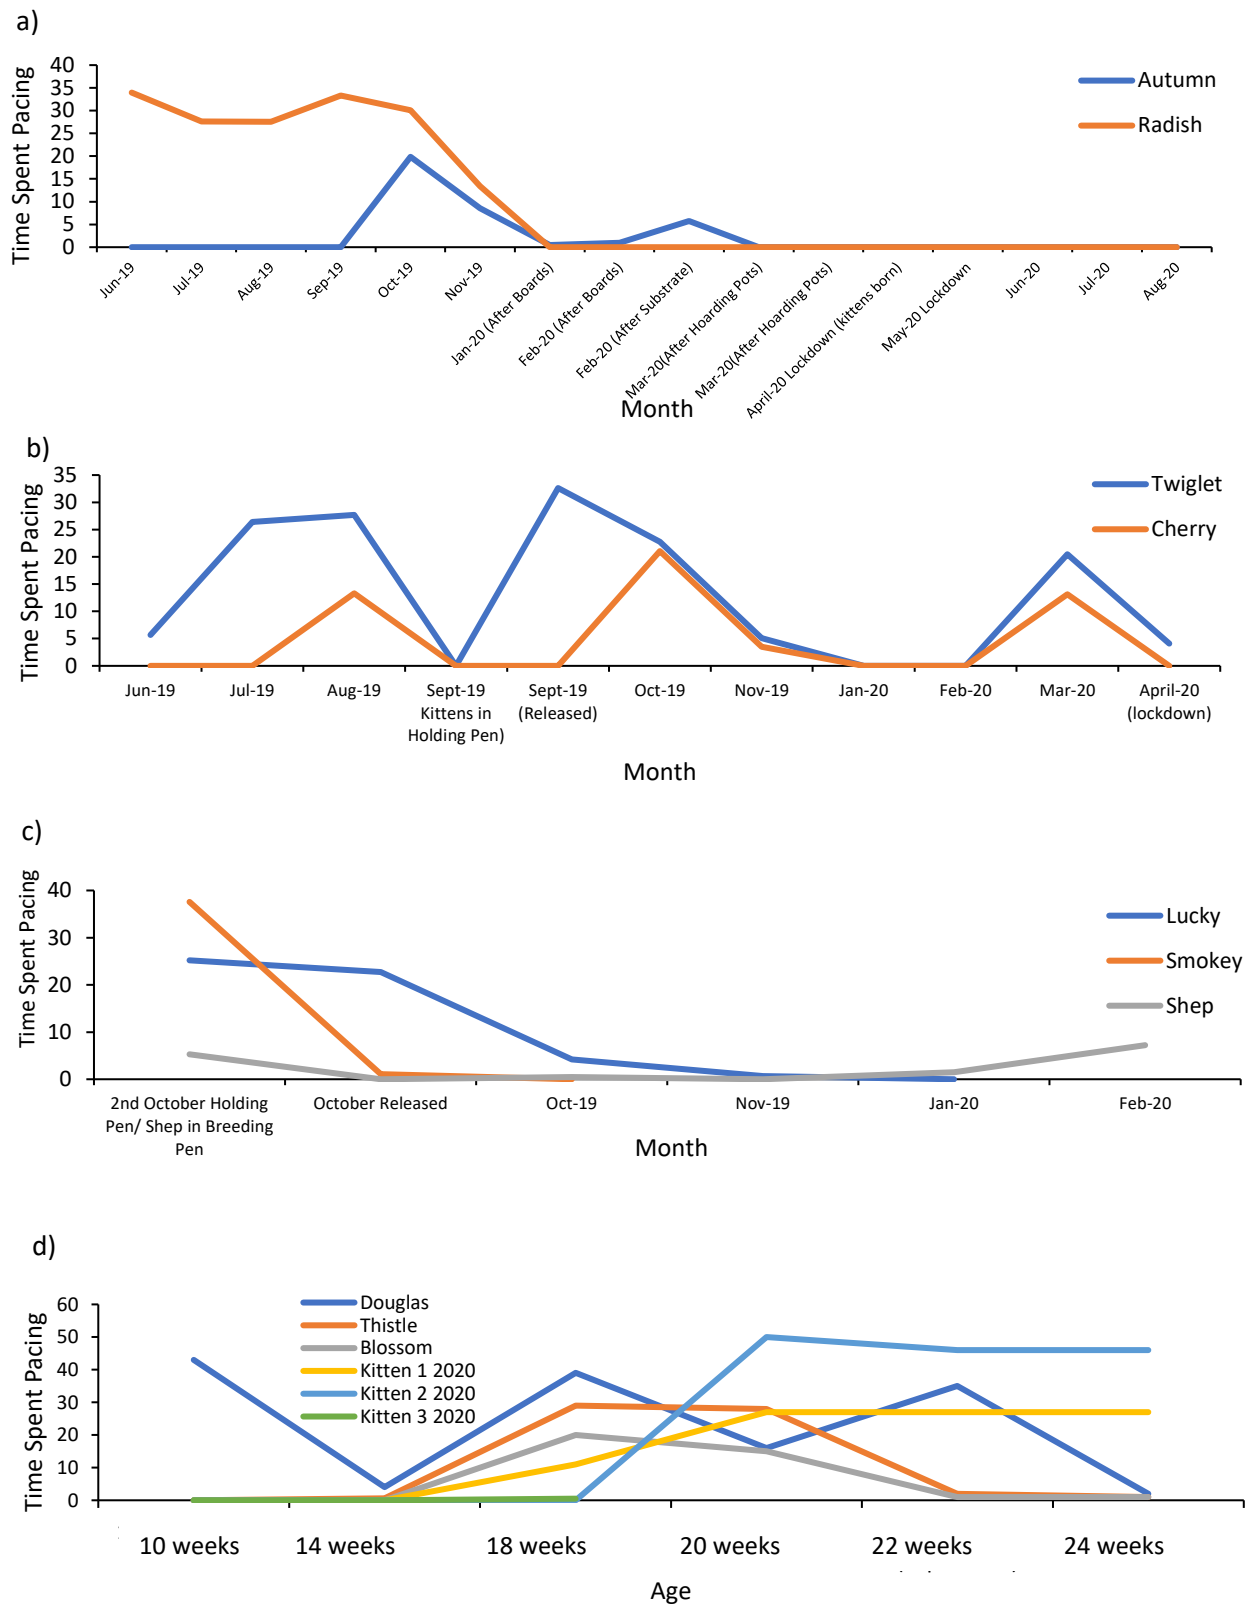 a)
40
35
30
25
20
15
10
5
0
Time Spent Pacing
Autumn
Radish
Jun-19
Jul-19
Aug-19
Sep-19
Oct-19
Nov-19
Jan-20 (After Boards)
Feb-20 (After Boards)
Feb-20 (After Substrate)
Mar-20(After Hoarding Pots)
Mar-20(After Hoarding Pots)
April-20 Lockdown (kittens born)
May-20 Lockdown
Jun-20
Jul-20
Aug-20
Month
b)
35
30
25
20
15
10
5
0
Time Spent Pacing
Twiglet
Cherry
Jun-19
Jul-19
Aug-19
Sept-19
Kittens in
Holding Pen)
Sept-19
(Released)
Oct-19
Nov-19
Jan-20
Feb-20
Mar-20
April-20
(lockdown)
Month
c)
40
30
20
10
0
Time Spent Pacing
Lucky
Smokey
Shep
2nd October Holding
Pen/ Shep in Breeding
Pen
October Released
Oct-19
Nov-19
Jan-20
Feb-20
Month
d)
60
50
40
30
20
10
0
Time Spent Pacing
Douglas
Thistle
Blossom
Kitten 1 2020
Kitten 2 2020
Kitten 3 2020
10 weeks
14 weeks
18 weeks
20 weeks
22 weeks
24 weeks
Age